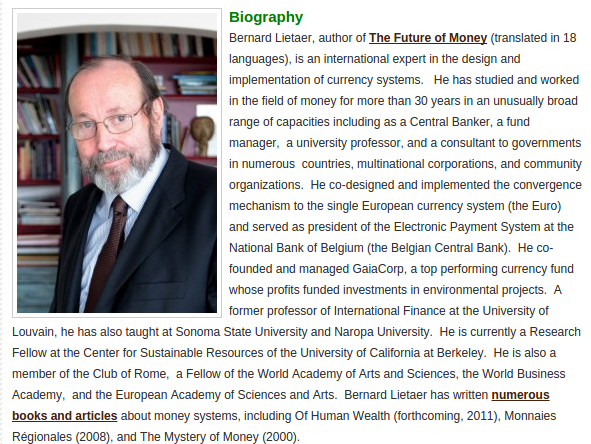 Biography
Bernard Lietaer, author of The Future of Money (translated in 18
languages), is an international expert in the design and
implementation of currency systems.   He has studied and worked
in the field of money for more than 30 years in an unusually broad
range of capacities including as a Central Banker, a fund
manager,  a university professor, and a consultant to governments
in numerous  countries, multinational corporations, and community
organizations.  He co-designed and implemented the convergence
mechanism to the single European currency system (the Euro)
and served as president of the Electronic Payment System at the
National Bank of Belgium (the Belgian Central Bank).  He co-
founded and managed GaiaCorp, a top performing currency fund
whose profits funded investments in environmental projects.  A
former professor of International Finance at the University of
Louvain, he has also taught at Sonoma State University and Naropa University.  He is currently a Research
Fellow at the Center for Sustainable Resources of the University of California at Berkeley.  He is also a
member of the Club of Rome,  a Fellow of the World Academy of Arts and Sciences, the World Business
Academy,  and the European Academy of Sciences and Arts.  Bernard Lietaer has written numerous
books and articles about money systems, including Of Human Wealth (forthcoming, 2011), Monnaies
Régionales (2008), and The Mystery of Money (2000).